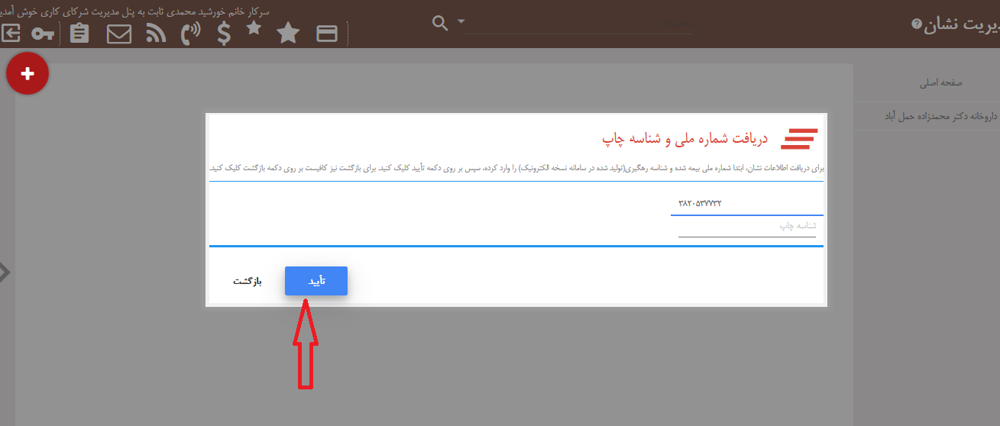 سرکار خانم خورشید محمدی ثابت به پنل مدیریت شرکای کاری خوش آمدید
مدیریت نشان
صفحه اصلی
داروخانه دکتر محمدزاده حمل آباد
دریافت شماره ملی و شناسه چاپ
برای دریافت اطلاعات نشان، ابتدا شماره ملی بیمه شده و شناسه رهگیری(تولید شده در سامانه نسخه الکترونیک) را وارد کرده، سپس بر روی دکمه تأیید کلیک کنید. برای بازگشت نیز کافیست بر روی دکمه بازگشت کلیک کنید.
۳۸۲۰۵۳۷۷۳۲
شناسه چاپ
تأیید
بازگشت